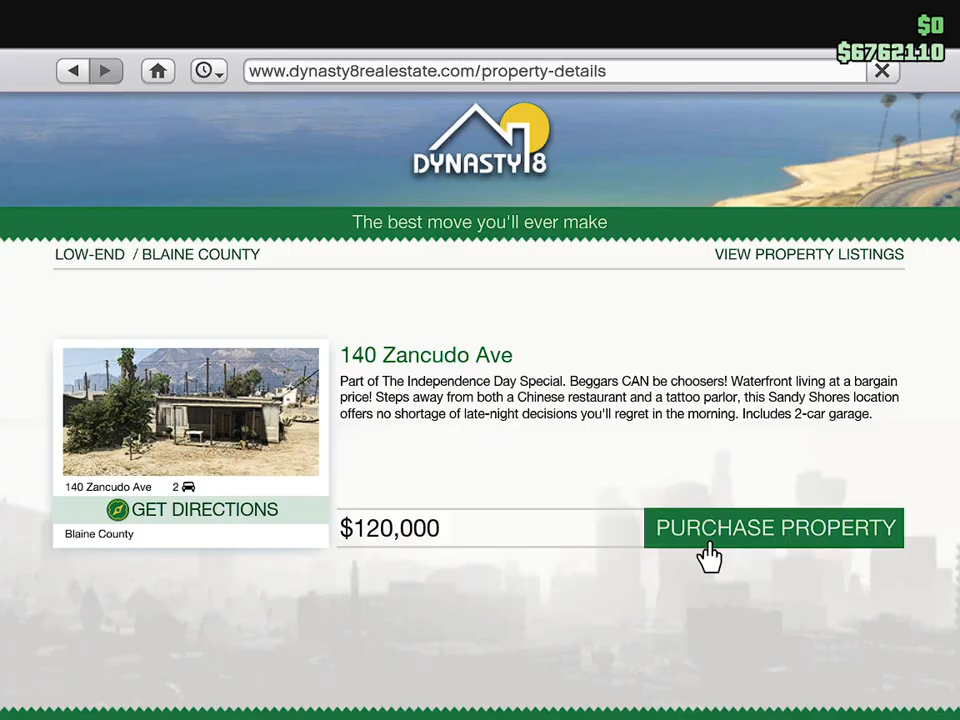 $0
$6762110
www.dynasty8realestate.com/property-details
DYNASTY 8
The best move you'll ever make
LOW-END / BLAINE COUNTY
VIEW PROPERTY LISTINGS
140 Zancudo Ave
Part of The Independence Day Special. Beggars CAN be choosers! Waterfront living at a bargain
price! Steps away from both a Chinese restaurant and a tattoo parlor, this Sandy Shores location
offers no shortage of late-night decisions you'll regret in the morning. Includes 2-car garage.
140 Zancudo Ave 2
GET DIRECTIONS
Blaine County
$120,000
PURCHASE PROPERTY